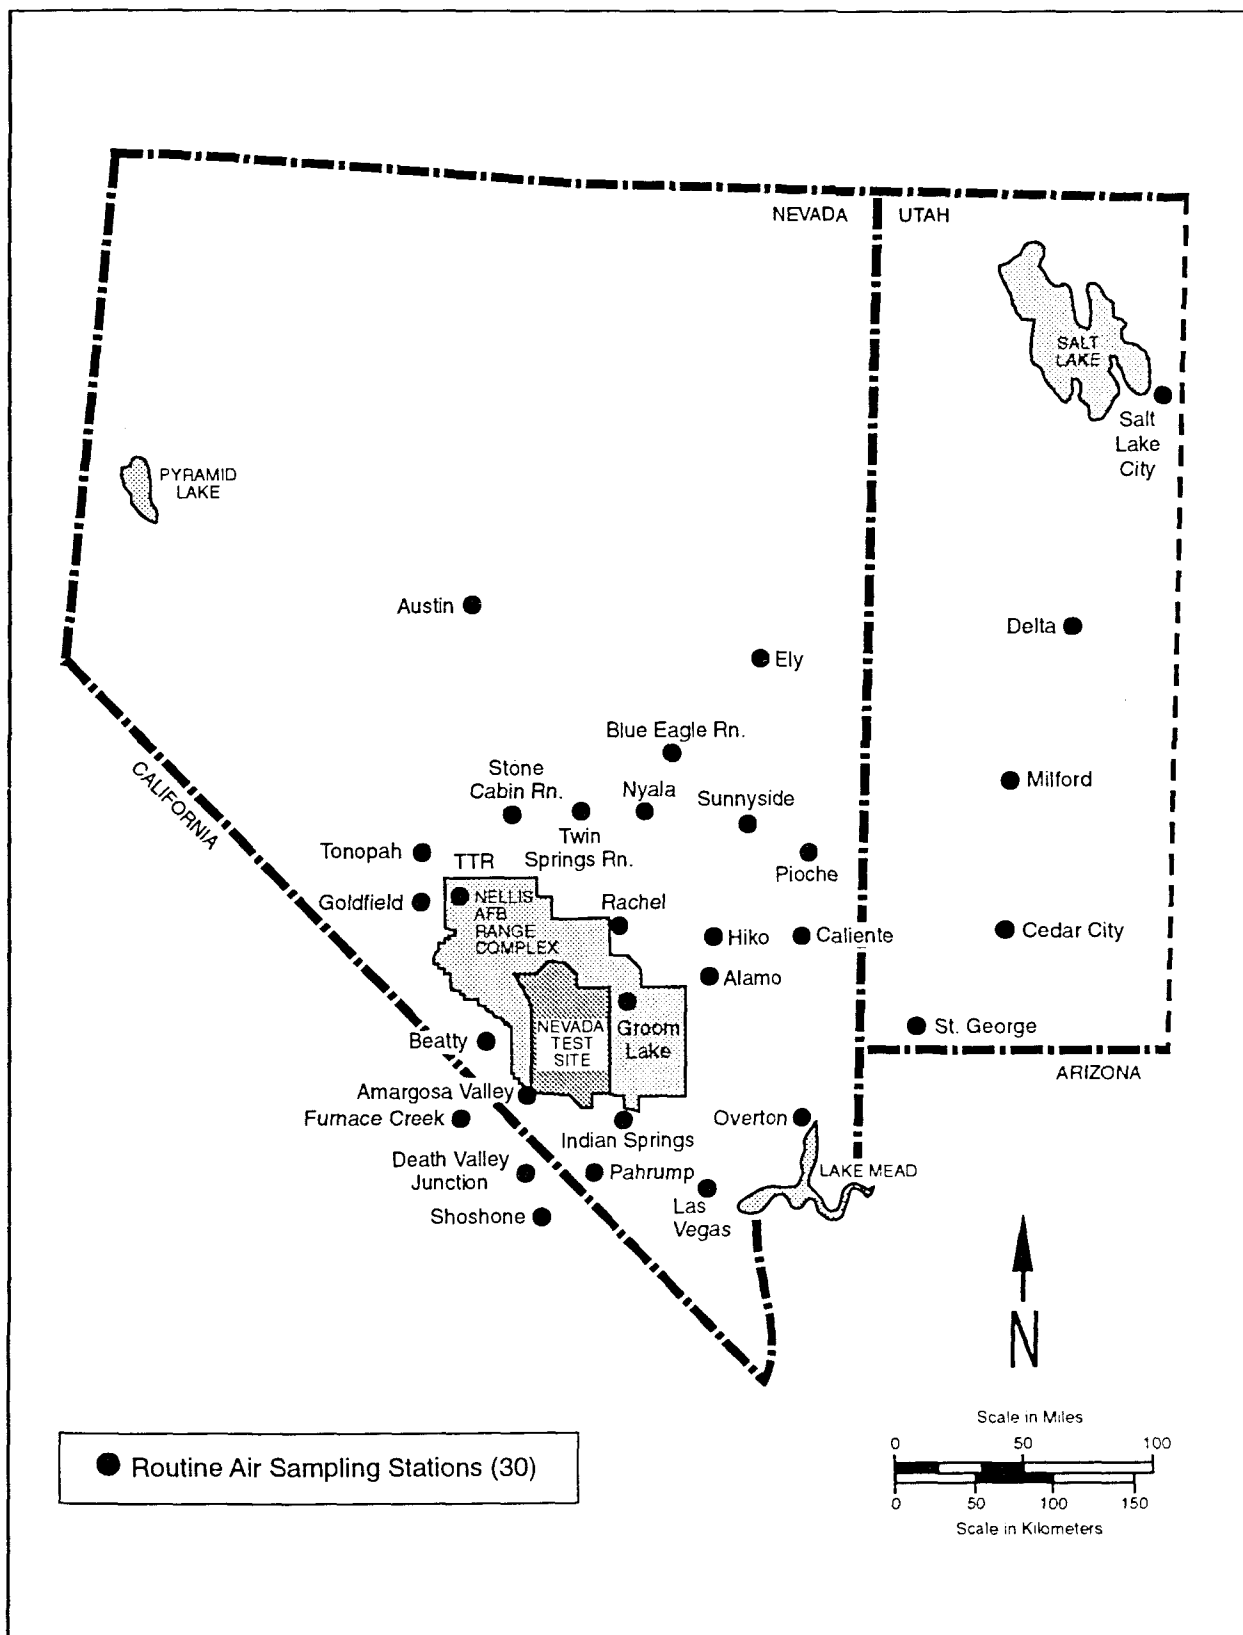 NEVADA
UTAH
SALT
LAKE
Salt
Lake
City
PYRAMID
LAKE
Austin
Delta
Ely
Blue Eagle Rn.
Stone
Cabin Rn.
Nyala
Sunnyside
Milford
CALIFORNIA
Twin
Springs Rn.
Tonopah
TTR
Pioche
Goldfield
NELLIS
AFB
RANGE
COMPLEX
Rachel
Hiko
Caliente
Cedar City
Alamo
NEVADA
TEST
SITE
Groom
Lake
St. George
Beatty
ARIZONA
Amargosa Valley
Furnace Creek
Indian Springs
Overton
Death Valley
Junction
Pahrump
LAKE MEAD
Las
Vegas
Shoshone
N
Scale in Miles
0 50 100
0 50 100 150
Scale in Kilometers
Routine Air Sampling Stations (30)